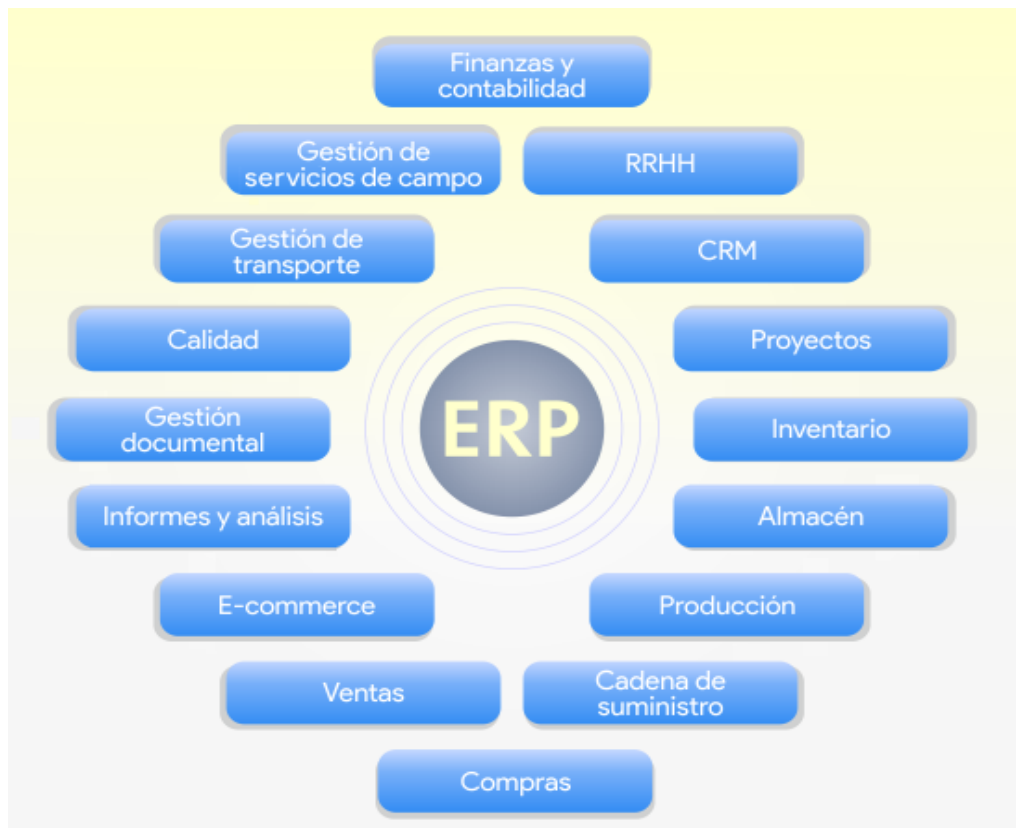 Finanzas y
contabilidad
Gestión de
servicios de campo
RRHH
Gestión de
transporte
CRM
Calidad
Proyectos
Gestión
documental
ERP
Inventario
Informes y análisis
Almacén
E-commerce
Producción
Ventas
Cadena de
suministro
Compras